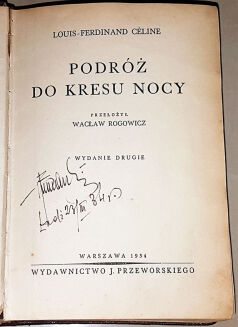 LOUIS-FERDINAND CÉLINE
PODRÓŻ
DO KRESU NOCY
PRZEŁOŻYŁ
WACŁAW ROGOWICZ
WYDANIE DRUGIE
WARSZAWA 1934
WYDAWNICTWO J. PRZEWORSKIEGO